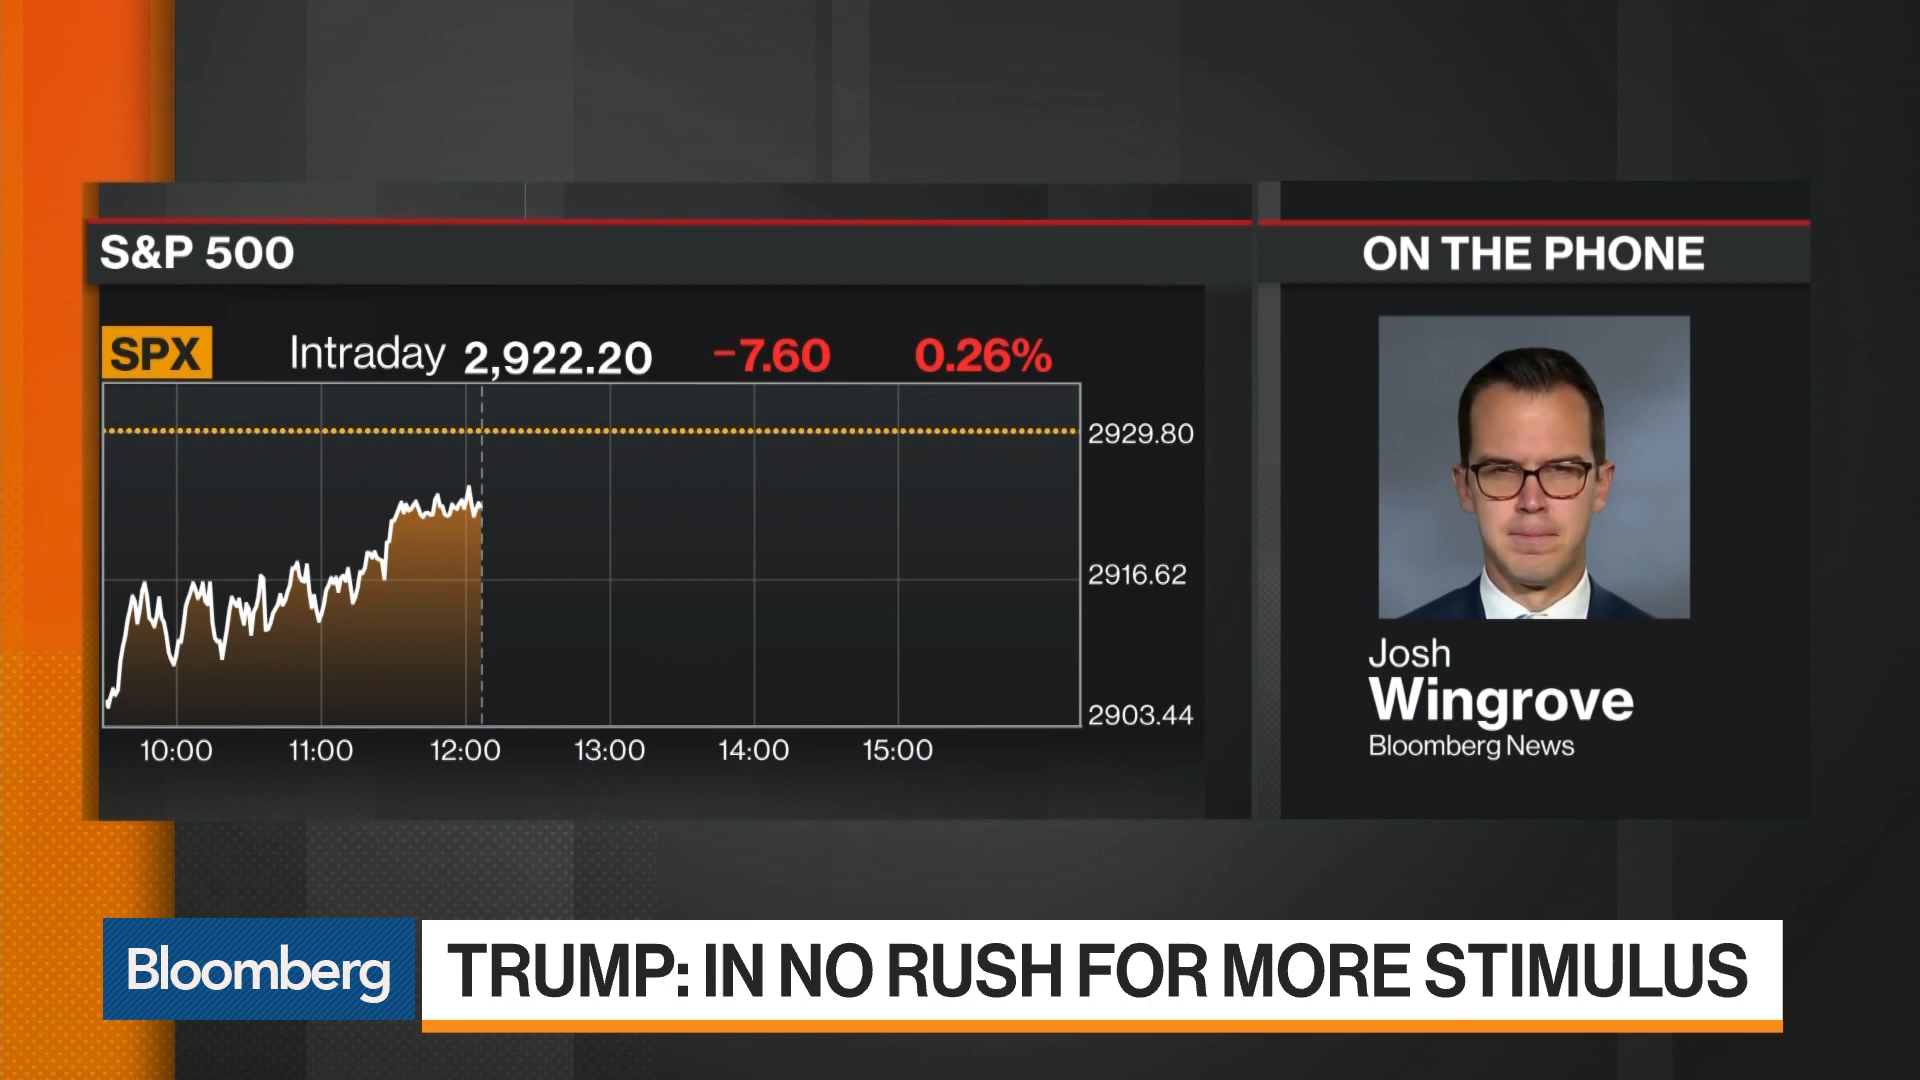 S&P 500
SPX Intraday 2,922.20 −7.60 0.26%
2929.80
2916.62
2903.44
10:00 11:00 12:00 13:00 14:00 15:00
ON THE PHONE
Josh
Wingrove
Bloomberg News
Bloomberg
TRUMP: IN NO RUSH FOR MORE STIMULUS